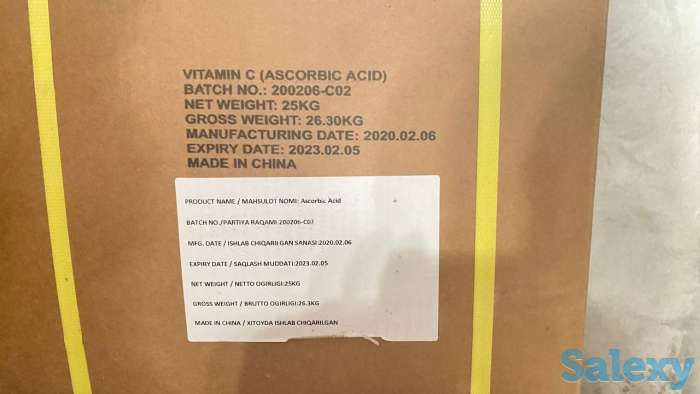 VITAMIN C (ASCORBIC ACID)
BATCH NO.: 200206-C02
NET WEIGHT: 25KG
GROSS WEIGHT: 26.30KG
MANUFACTURING DATE: 2020.02.06
EXPIRY DATE: 2023.02.05
MADE IN CHINA
PRODUCT NAME / MAHSULOT NOMI: Ascorbic Acid
BATCH NO./PARTIYA RAQAMI:200206-C02
MFG. DATE / ISHLAB CHIQARILGAN SANASI:2020.02.06
EXPIRY DATE / SAQLASH MUDDATI:2023.02.05
NET WEIGHT / NETTO OGIRLIGI:25KG
GROSS WEIGHT / BRUTTO OGIRLIGI:26.3KG
MADE IN CHINA / XITOYDA ISHLAB CHIQARILGAN
Salexy